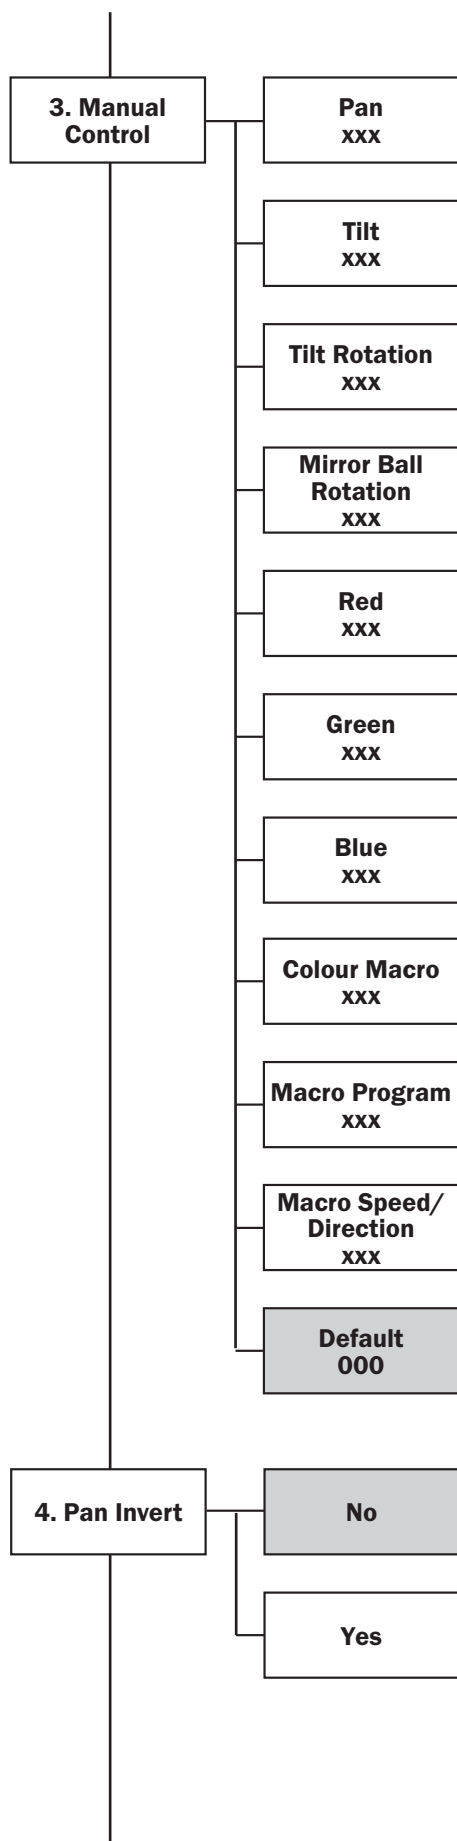 3. Manual
Control
Pan
xxx
Tilt
xxx
Tilt Rotation
xxx
Mirror Ball
Rotation
xxx
Red
xxx
Green
xxx
Blue
xxx
Colour Macro
xxx
Macro Program
xxx
Macro Speed/
Direction
xxx
Default
000
4. Pan Invert
No
Yes